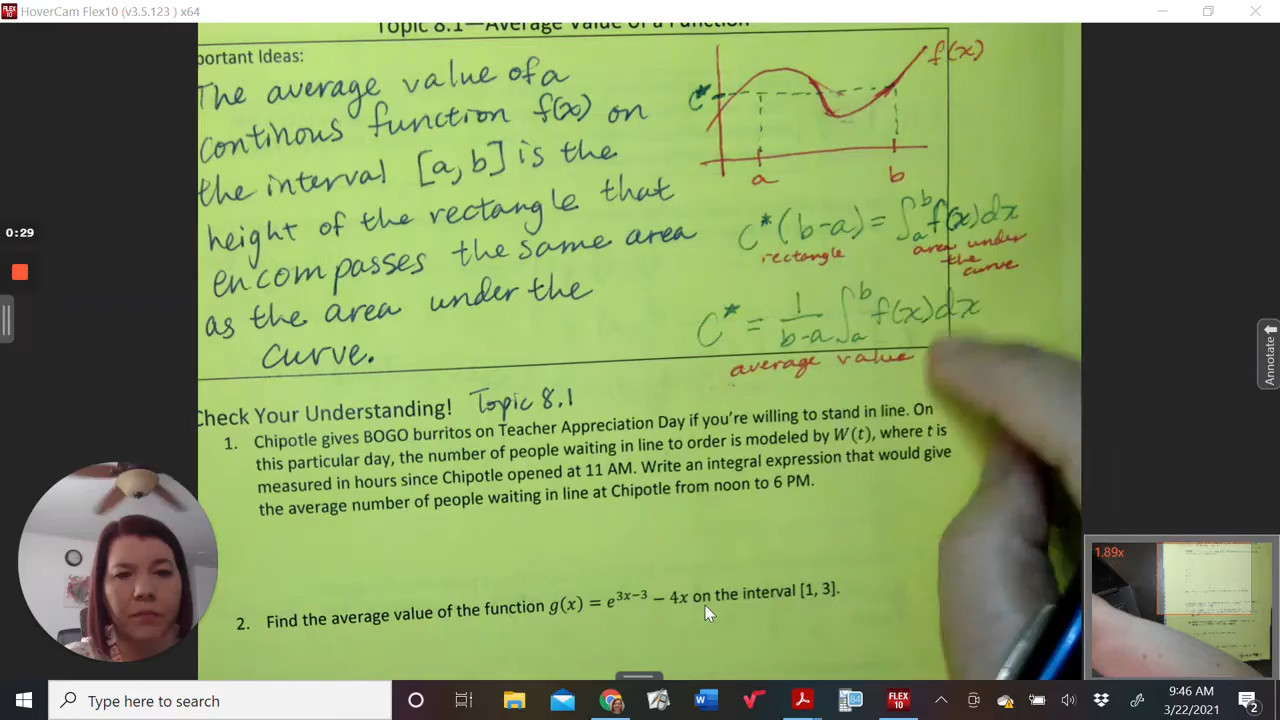 HoverCam Flex10 (v3.5.123 ) x64
Topic 8.1—Average Value of a Function
portant Ideas:
The average value of a
continous function f(x) on
the interval [a, b] is the
height of the rectangle that
encompasses the same area
as the area under the
curve.
f(x)
C*
a
b
C*(b-a) = ∫_a^b f(x)dx
rectangle
area under
the
curve
C* = 1/(b-a) ∫_a^b f(x)dx
average value
Check Your Understanding! Topic 8.1
1. Chipotle gives BOGO burritos on Teacher Appreciation Day if you're willing to stand in line. On
this particular day, the number of people waiting in line to order is modeled by W(t), where t is
measured in hours since Chipotle opened at 11 AM. Write an integral expression that would give
the average number of people waiting in line at Chipotle from noon to 6 PM.
2. Find the average value of the function g(x) = e^(3x−3) − 4x on the interval [1, 3].
0:29
Annotate
1.89x
Type here to search
FLEX
10
9:46 AM
3/22/2021
2